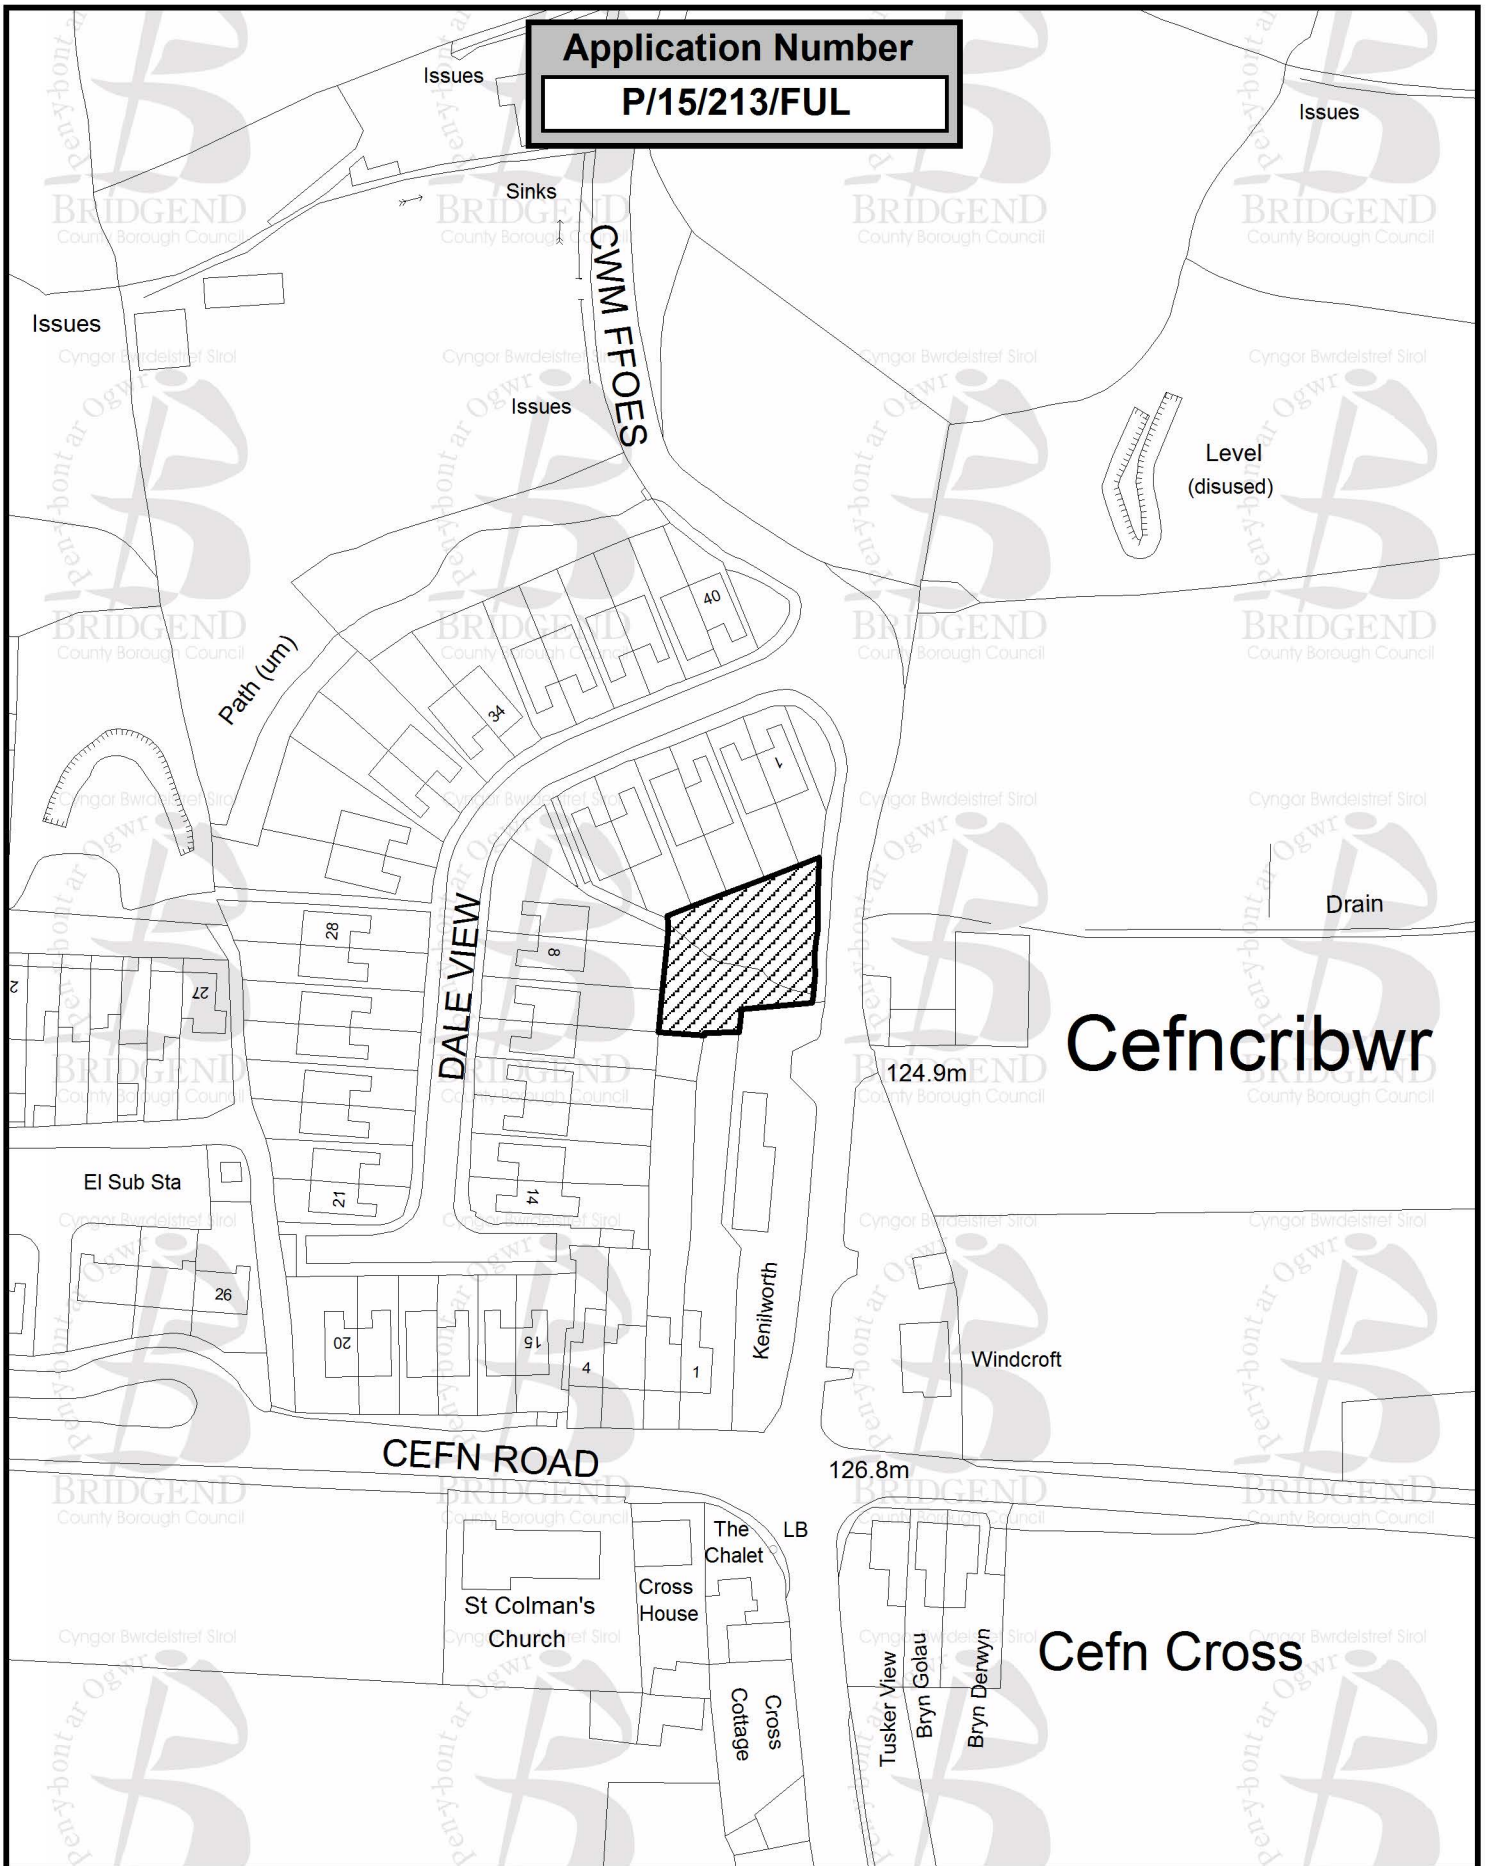 Application Number
P/15/213/FUL
Issues
Issues
Sinks
CWM FFOES
Issues
Issues
Level
(disused)
Path (um)
40
34
1
Drain
28
8
27
2
DALE VIEW
Cefncribwr
124.9m
El Sub Sta
21
14
26
Kenilworth
20
15
4
1
Windcroft
CEFN ROAD
126.8m
The
Chalet
LB
Cross
House
St Colman's
Church
Cefn Cross
Cross
Cottage
Tusker View
Bryn Golau
Bryn Derwyn
Cyngor Bwrdeistref Sirol
Pen-y-bont ar Ogwr
BRIDGEND
County Borough Council